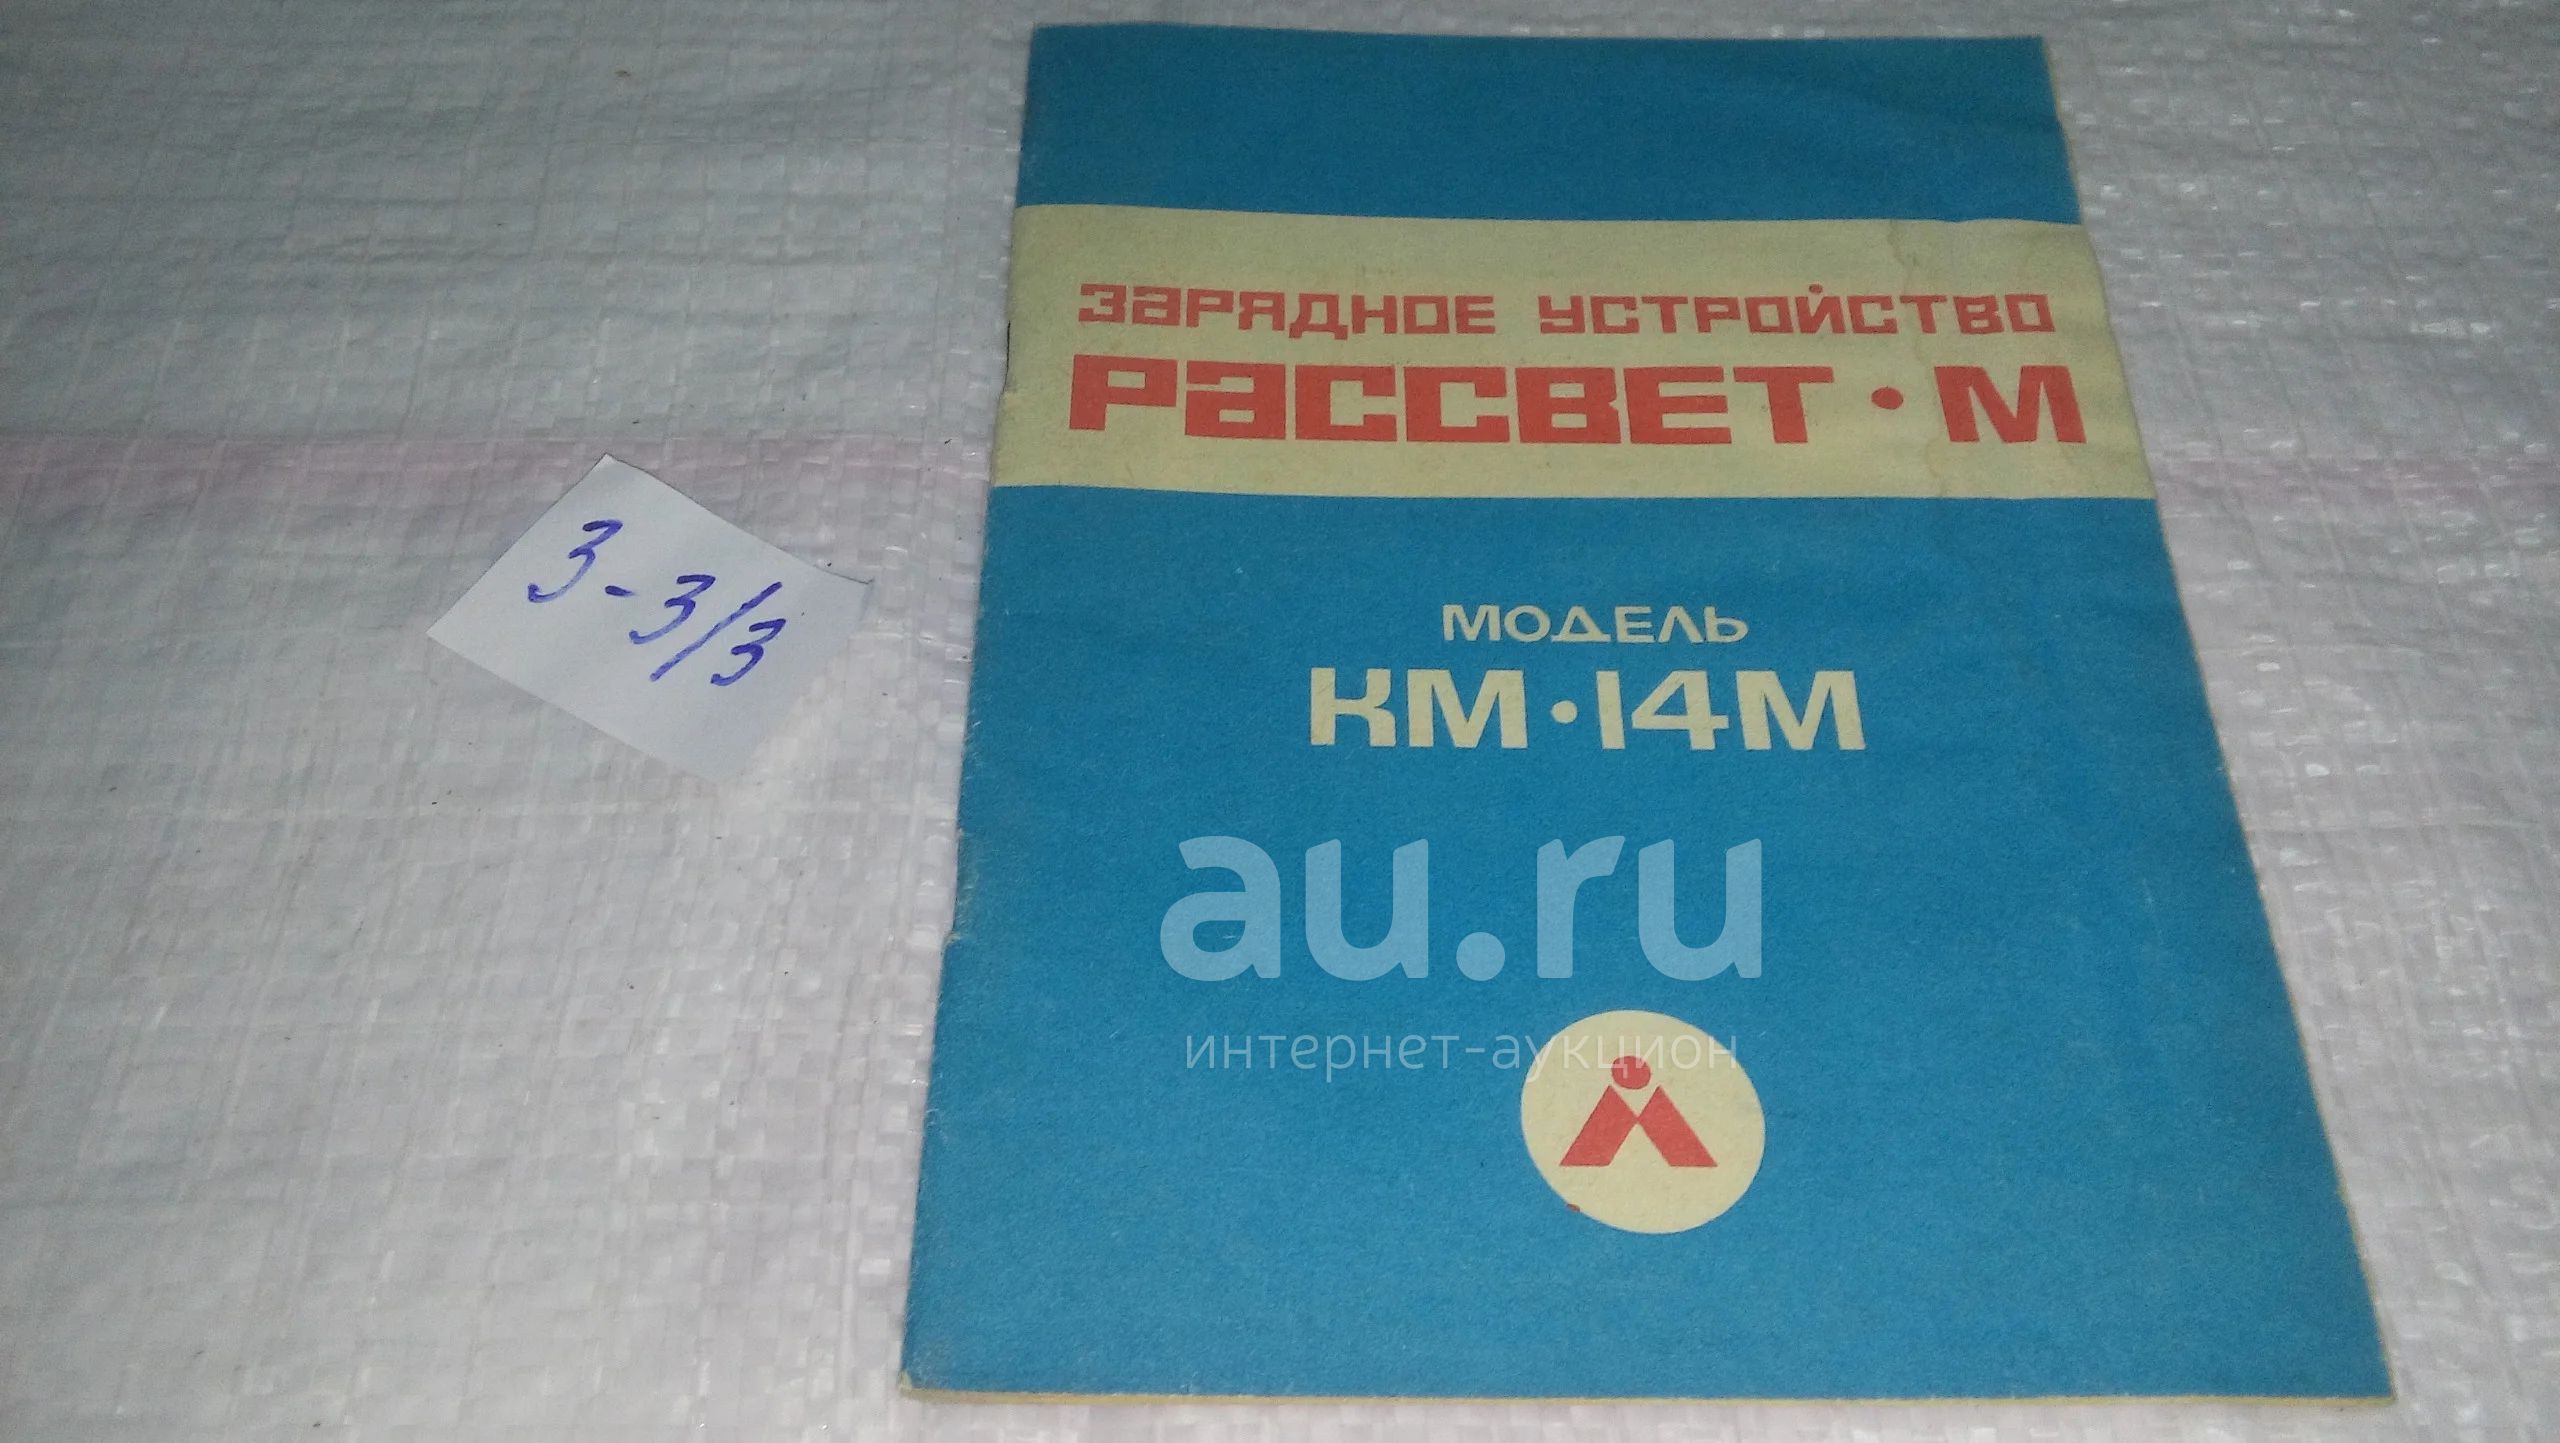 ЗАРЯДНОЕ УСТРОЙСТВО
РАССВЕТ·М
МОДЕЛЬ
КМ·14М
3-3/3
au.ru
интернет-аукцион